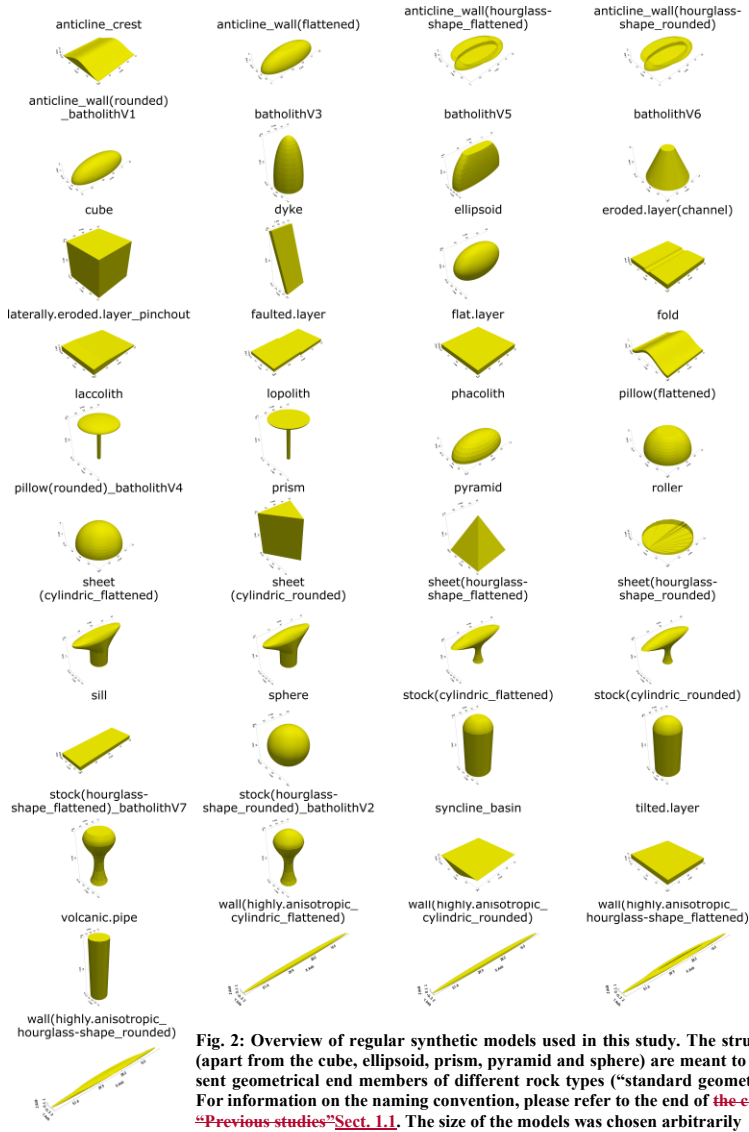 anticline_crest
anticline_wall(flattened)
anticline_wall(hourglass-
shape_flattened)
anticline_wall(hourglass-
shape_rounded)
anticline_wall(rounded)
_batholithV1
batholithV3
batholithV5
batholithV6
cube
dyke
ellipsoid
eroded.layer(channel)
laterally.eroded.layer_pinchout
faulted.layer
flat.layer
fold
laccolith
lopolith
phacolith
pillow(flattened)
pillow(rounded)_batholithV4
prism
pyramid
roller
sheet
(cylindric_flattened)
sheet
(cylindric_rounded)
sheet(hourglass-
shape_flattened)
sheet(hourglass-
shape_rounded)
sill
sphere
stock(cylindric_flattened)
stock(cylindric_rounded)
stock(hourglass-
shape_flattened)_batholithV7
stock(hourglass-
shape_rounded)_batholithV2
syncline_basin
tilted.layer
volcanic.pipe
wall(highly.anisotropic_
cylindric_flattened)
wall(highly.anisotropic_
cylindric_rounded)
wall(highly.anisotropic_
hourglass-shape_flattened)
wall(highly.anisotropic_
hourglass-shape_rounded)
Fig. 2: Overview of regular synthetic models used in this study. The stru
(apart from the cube, ellipsoid, prism, pyramid and sphere) are meant to
sent geometrical end members of different rock types (“standard geomet
For information on the naming convention, please refer to the end of the c
“Previous studies”Sect. 1.1. The size of the models was chosen arbitrarily